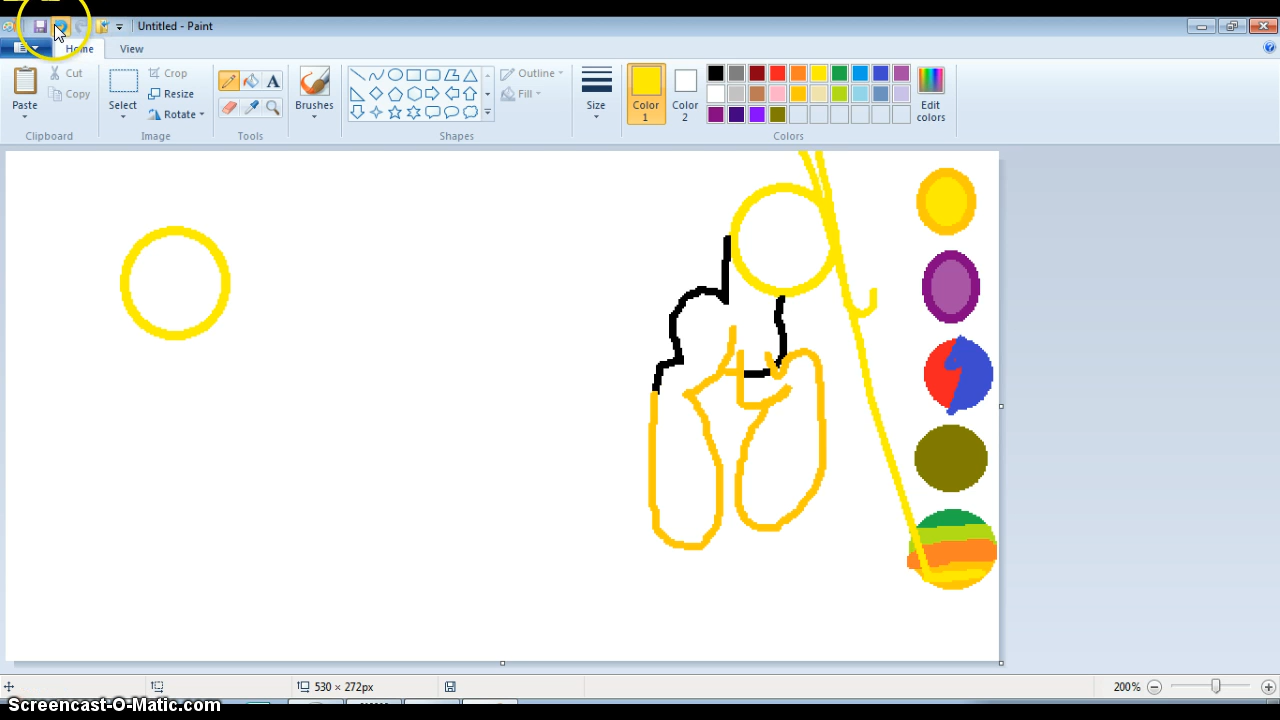 Untitled - Paint
Home View
Paste
Cut
Copy
Clipboard
Select
Crop
Resize
Rotate
Image
A
Tools
Brushes
Shapes
Outline
Fill
Size
Color 1
Color 2
Edit colors
Colors
530 × 272px
200%
Screencast-O-Matic.com